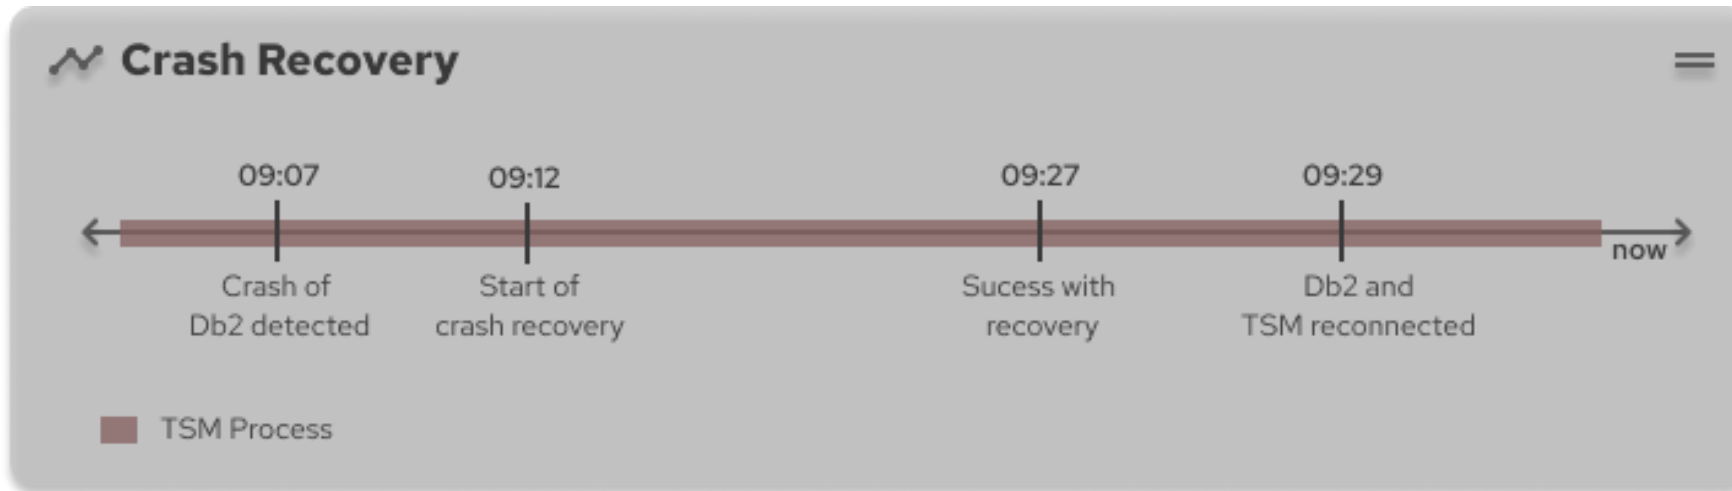 Crash Recovery
09:07 09:12 09:27 09:29
now
Crash of Start of Sucess with Db2 and
Db2 detected crash recovery recovery TSM reconnected
TSM Process